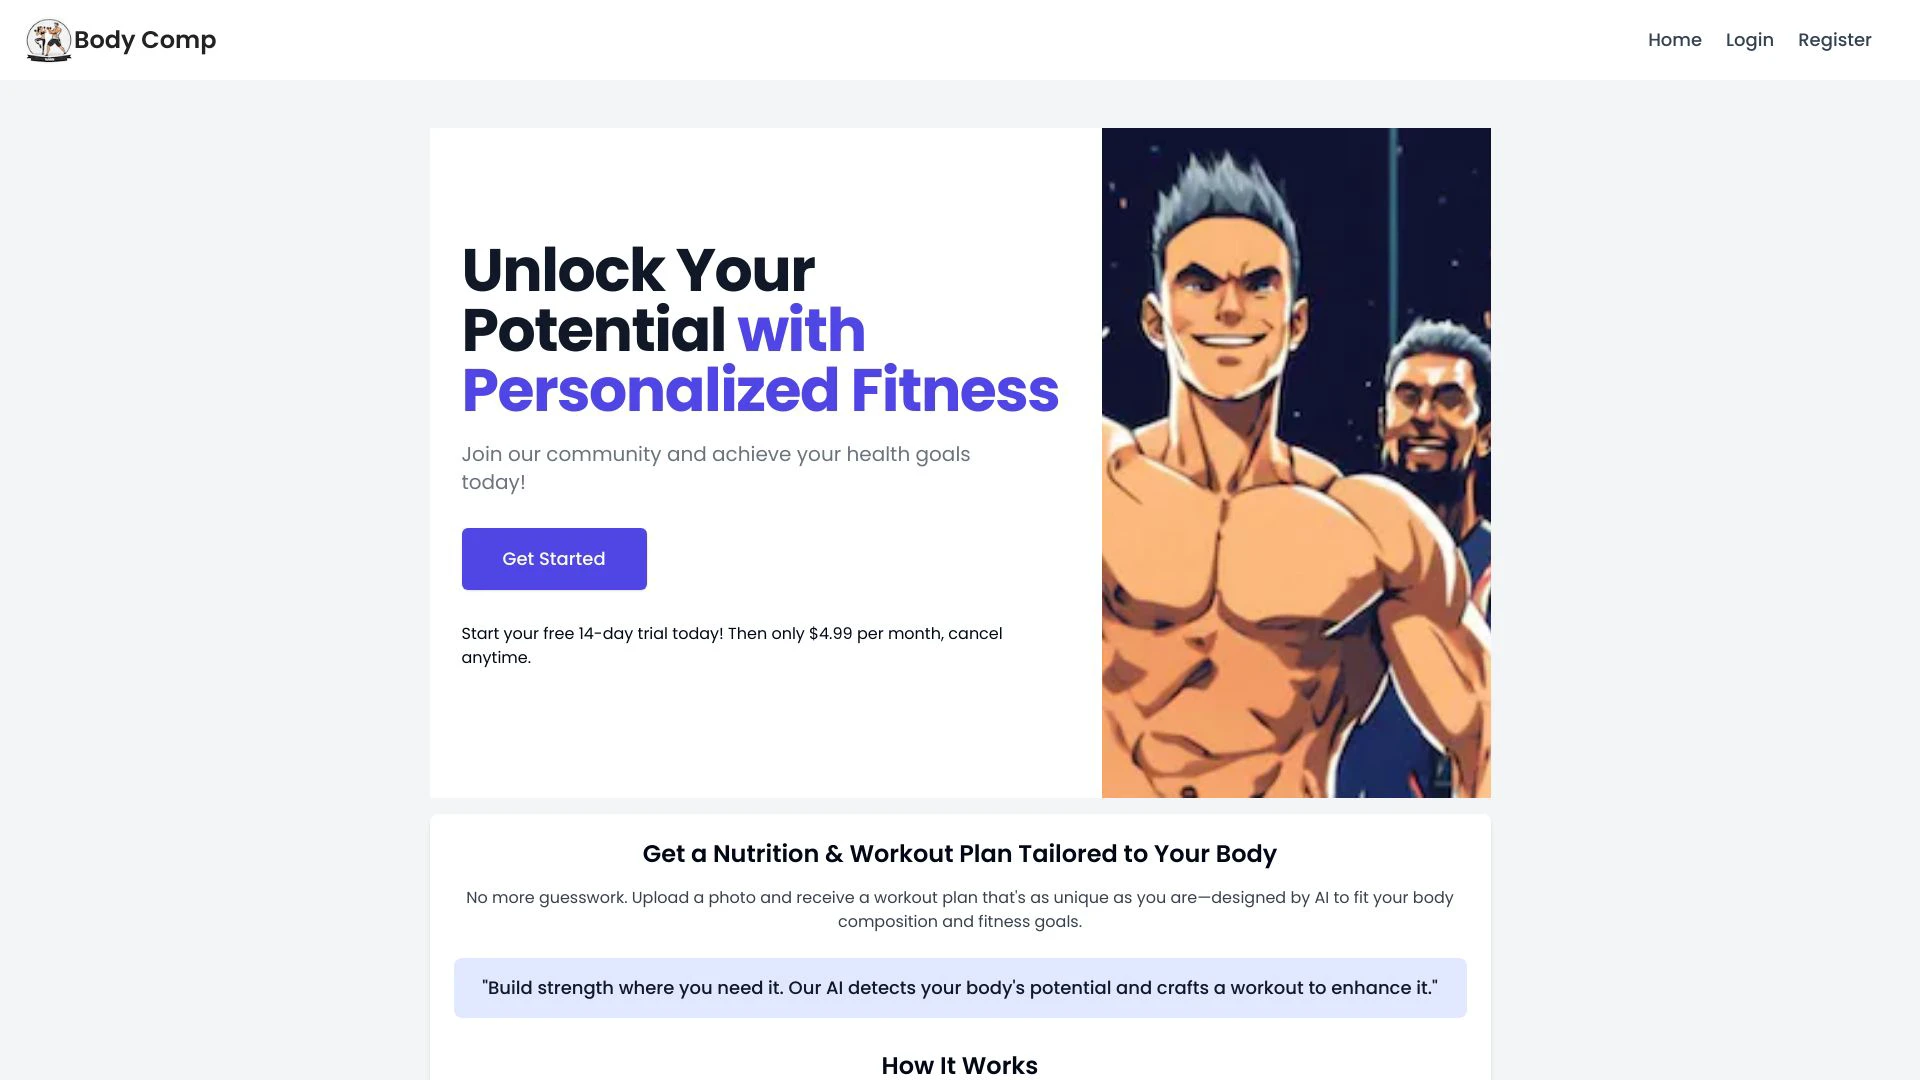 Body Comp
Home
Login
Register
Unlock Your
Potential with
Personalized Fitness
Join our community and achieve your health goals
today!
Get Started
Start your free 14-day trial today! Then only $4.99 per month, cancel
anytime.
Get a Nutrition & Workout Plan Tailored to Your Body
No more guesswork. Upload a photo and receive a workout plan that's as unique as you are—designed by AI to fit your body
composition and fitness goals.
"Build strength where you need it. Our AI detects your body's potential and crafts a workout to enhance it."
How It Works